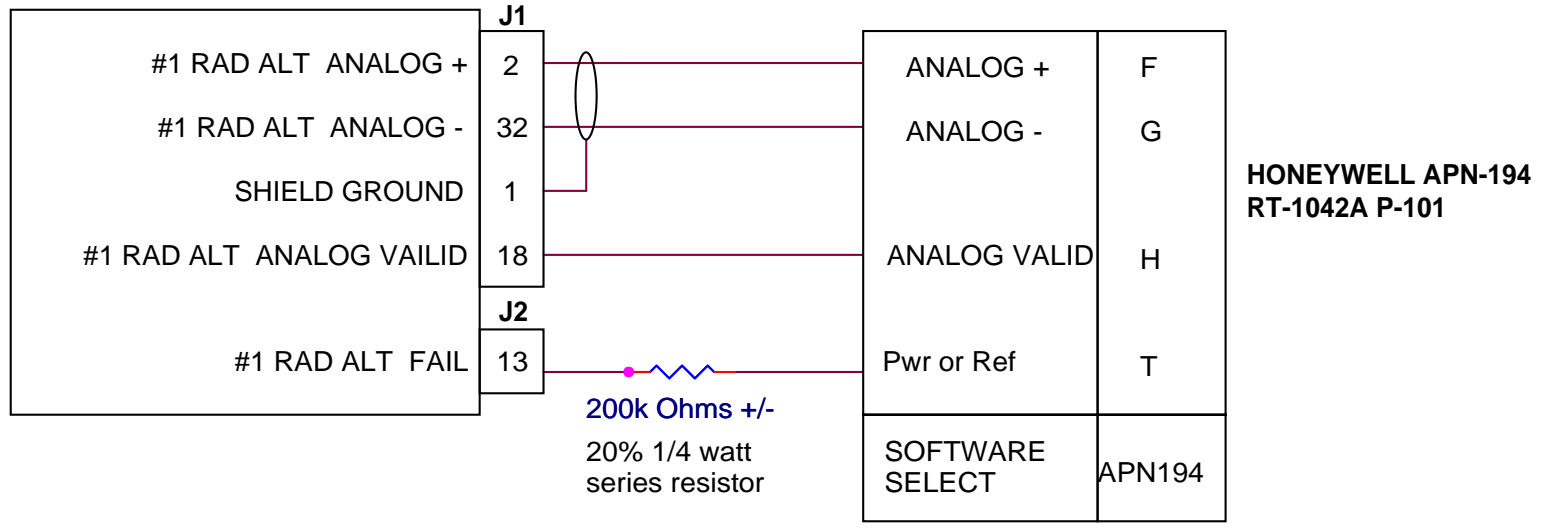 J1
#1 RAD ALT  ANALOG + 2 ANALOG + F
#1 RAD ALT  ANALOG - 32 ANALOG - G
HONEYWELL APN-194
RT-1042A P-101
SHIELD GROUND 1
#1 RAD ALT  ANALOG VAILID 18 ANALOG VALID H
J2
#1 RAD ALT  FAIL 13 Pwr or Ref T
200k Ohms +/-
20% 1/4 watt
series resistor
SOFTWARE
SELECT
APN194